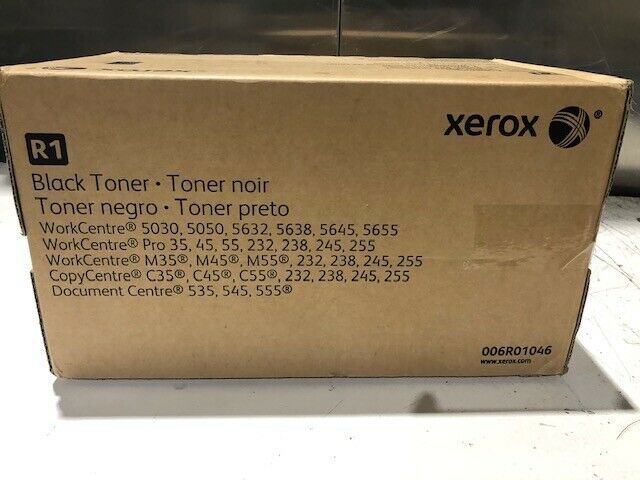 xerox ®
R1
Black Toner • Toner noir
Toner negro • Toner preto
WorkCentre® 5030, 5050, 5632, 5638, 5645, 5655
WorkCentre® Pro 35, 45, 55, 232, 238, 245, 255
WorkCentre® M35®, M45®, M55®, 232, 238, 245, 255
CopyCentre® C35®, C45®, C55®, 232, 238, 245, 255
Document Centre® 535, 545, 555®
006R01046
www.xerox.com